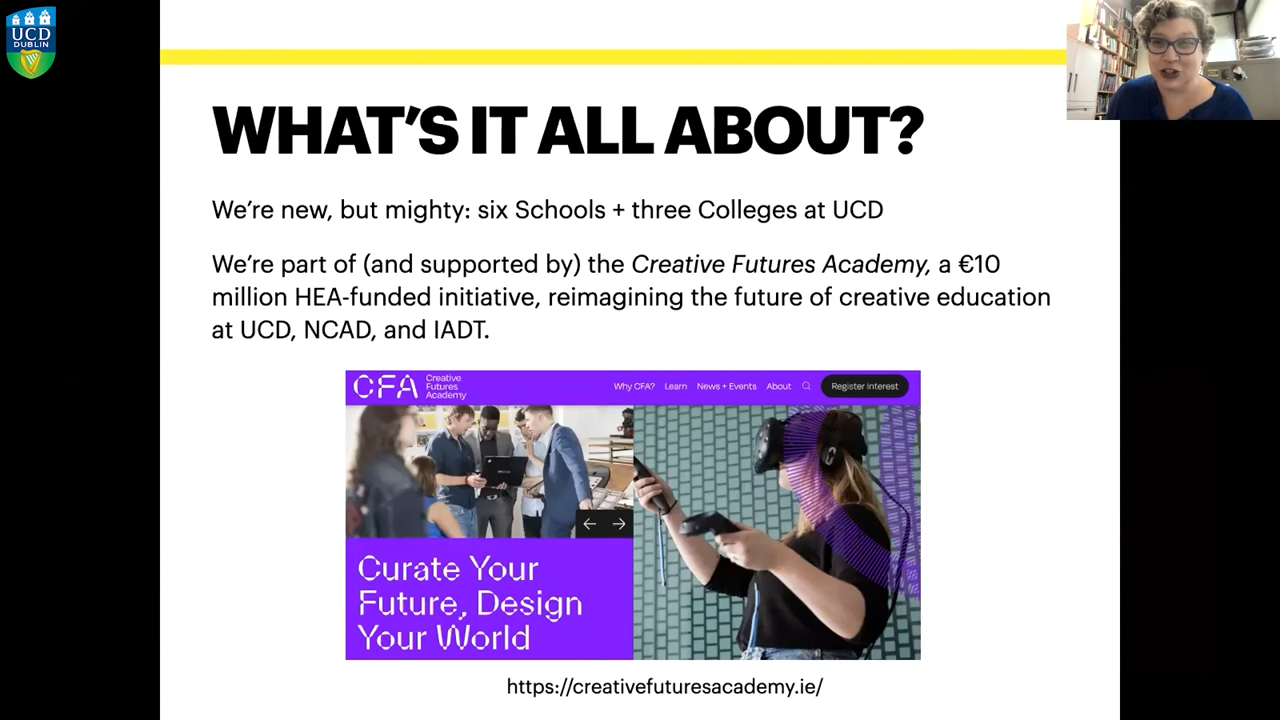 UCD
DUBLIN
WHAT'S IT ALL ABOUT?
We're new, but mighty: six Schools + three Colleges at UCD
We're part of (and supported by) the Creative Futures Academy, a €10
million HEA-funded initiative, reimagining the future of creative education
at UCD, NCAD, and IADT.
CFA
Creative
Futures
Academy
Why CFA? Learn News + Events About Register Interest
Curate Your
Future, Design
Your World
https://creativefuturesacademy.ie/